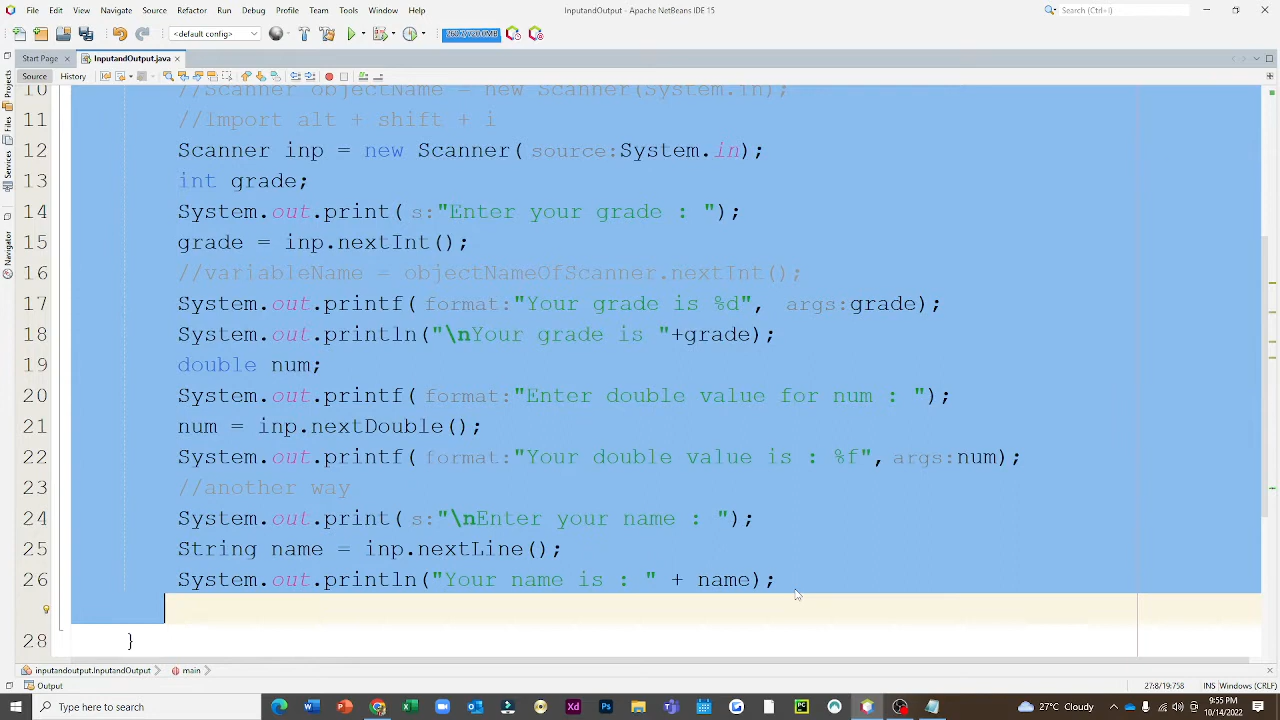 File Edit View Navigate Source Refactor Run Debug Profile Team Tools Window Help InputandOutput - Apache NetBeans IDE 15 Search (Ctrl+I)
<default config>
Start Page InputandOutput.java
Source History
10 //Scanner objectName = new Scanner(System.in);
11 //Import alt + shift + i
12 Scanner inp = new Scanner( source:System.in);
13 int grade;
14 System.out.print( s:"Enter your grade : ");
15 grade = inp.nextInt();
16 //variableName = objectNameOfScanner.nextInt();
17 System.out.printf( format:"Your grade is %d", args:grade);
18 System.out.println("\nYour grade is "+grade);
19 double num;
20 System.out.printf( format:"Enter double value for num : ");
21 num = inp.nextDouble();
22 System.out.printf( format:"Your double value is : %f", args:num);
23 //another way
24 System.out.print( s:"\nEnter your name : ");
25 String name = inp.nextLine();
26 System.out.println("Your name is : " + name);
28 }
Projects
Files
Services
Navigator
inputandoutput.InputandOutput main
Output 27:8/19:758 INS Windows (CRLF)
Type here to search 27°C Cloudy 9:55 PM
10/14/2022